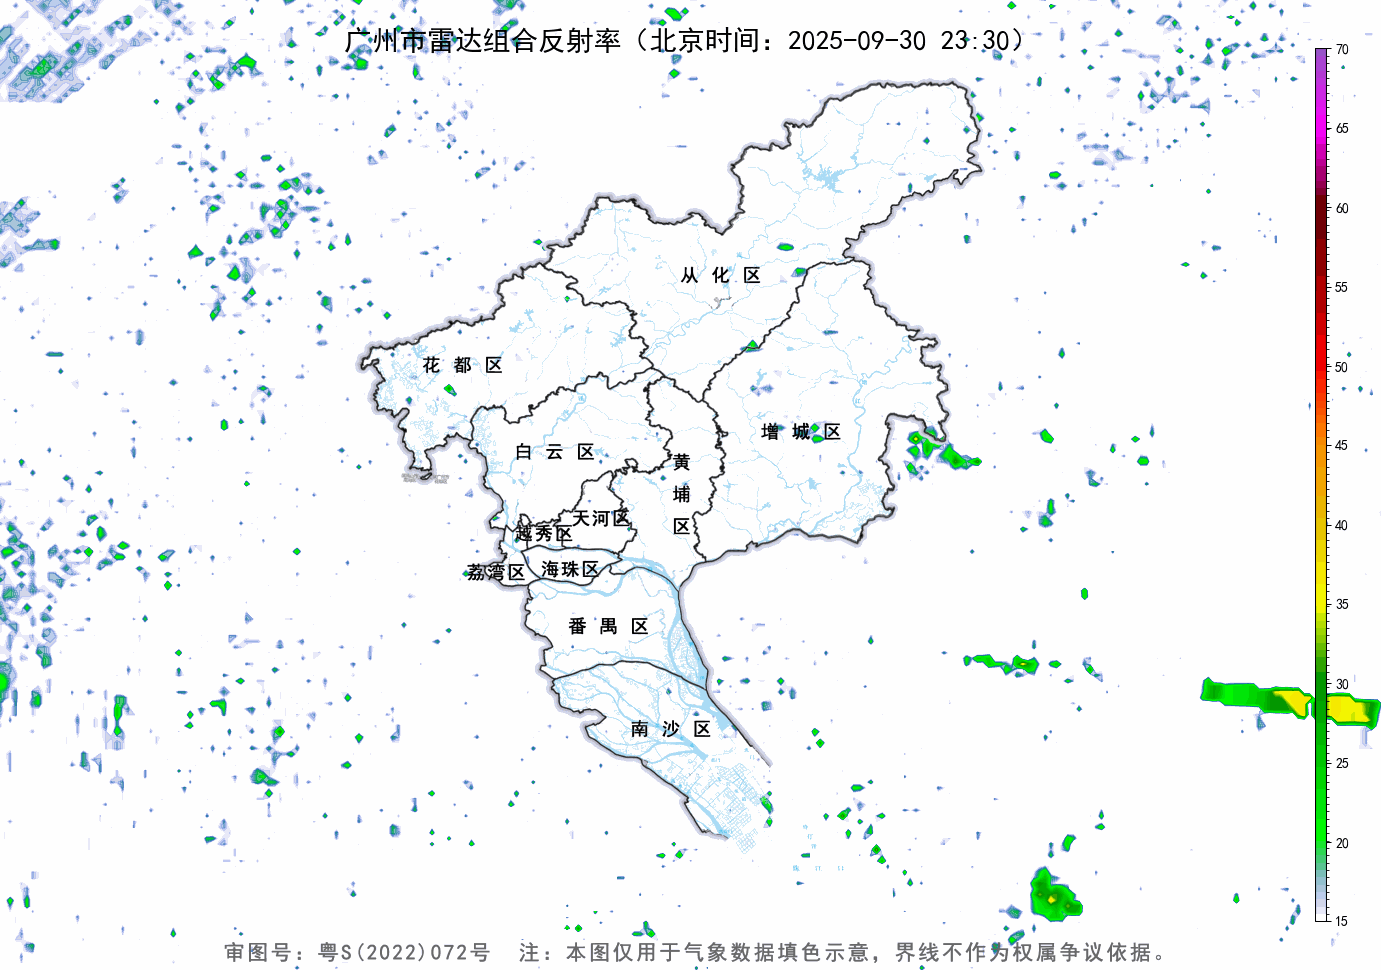 广州市雷达组合反射率（北京时间：2025-09-30 23:30）
70
65
60
55
50
45
40
35
30
25
20
15
从化区
花都区
增城区
白云区
黄埔区
天河区
越秀区
荔湾区
海珠区
番禺区
南沙区
审图号：粤S(2022)072号 注：本图仅用于气象数据填色示意，界线不作为权属争议依据。